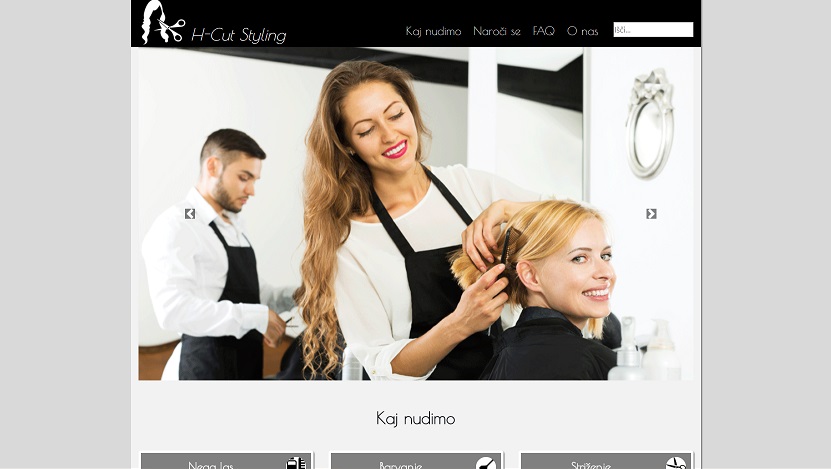 H-Cut Styling
Kaj nudimo Naroči se FAQ O nas Išči...
Kaj nudimo
Nega las Barvanje Striženje